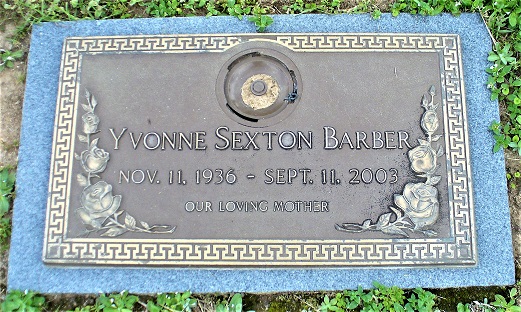 YVONNE SEXTON BARBER
NOV. 11, 1936 - SEPT. 11, 2003
OUR LOVING MOTHER